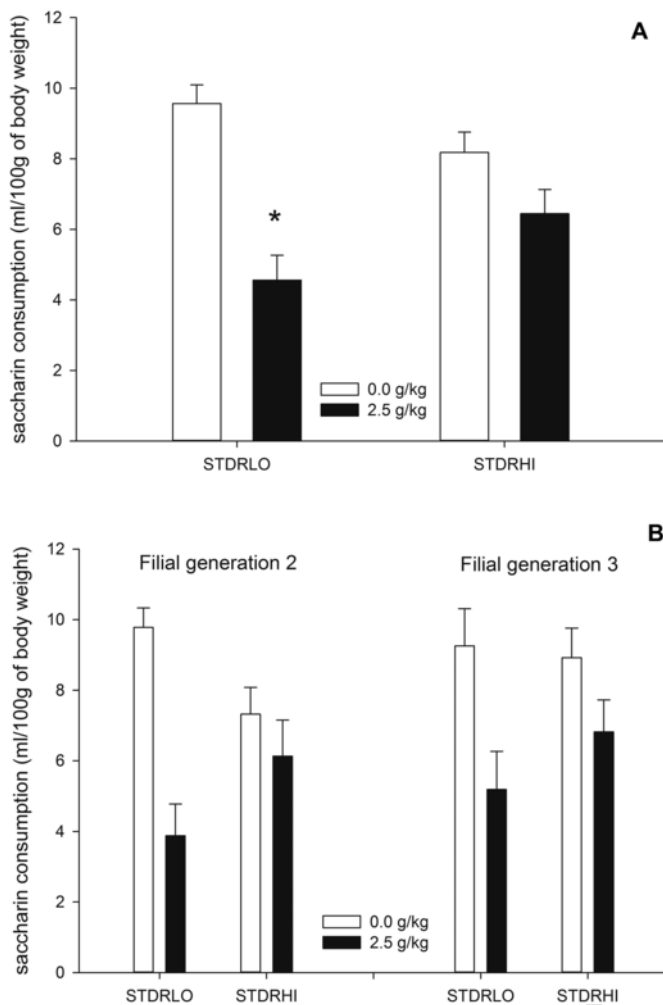 A
saccharin consumption (ml/100g of body weight)
12
10
8
6
4
2
0
*
0.0 g/kg
2.5 g/kg
STDRLO STDRHI
B
saccharin consumption (ml/100g of body weight)
12
10
8
6
4
2
0
Filial generation 2 Filial generation 3
0.0 g/kg
2.5 g/kg
STDRLO STDRHI STDRLO STDRHI